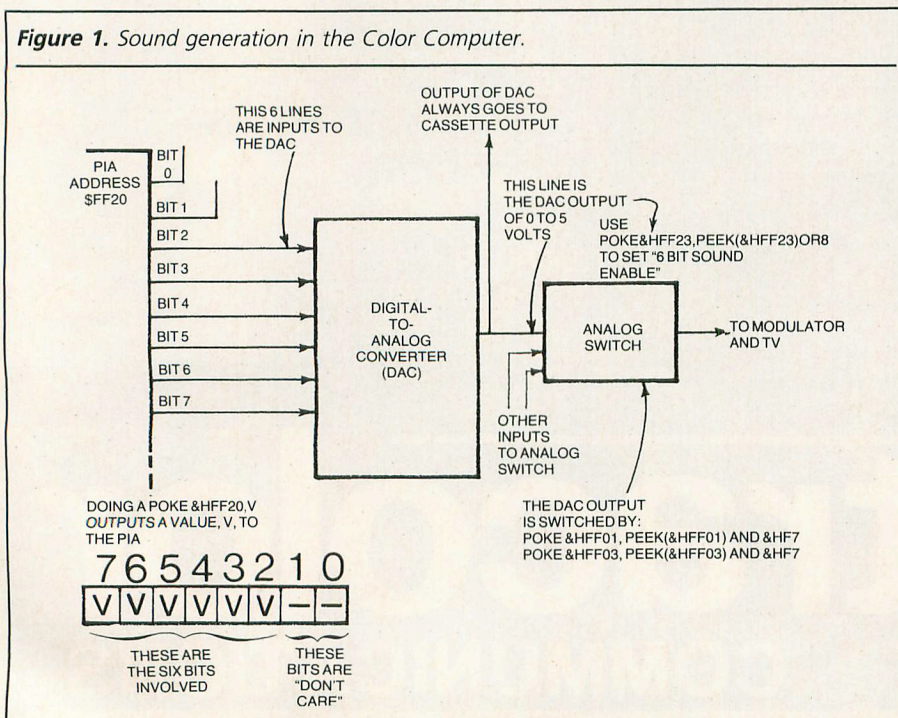 Figure 1. Sound generation in the Color Computer.
OUTPUT OF DAC
ALWAYS GOES TO
CASSETTE OUTPUT
THIS 6 LINES
ARE INPUTS TO
THE DAC
PIA
ADDRESS
$FF20
BIT
0
BIT 1
BIT 2
BIT 3
BIT 4
BIT 5
BIT 6
BIT 7
THIS LINE IS
THE DAC OUTPUT
OF 0 TO 5
VOLTS
USE
POKE&HFF23,PEEK(&HFF23)OR8
TO SET "6 BIT SOUND
ENABLE"
DIGITAL-
TO-
ANALOG
CONVERTER
(DAC)
ANALOG
SWITCH
TO MODULATOR
AND TV
OTHER
INPUTS
TO ANALOG
SWITCH
THE DAC OUTPUT
IS SWITCHED BY:
POKE &HFF01, PEEK(&HFF01) AND &HF7
POKE &HFF03, PEEK(&HFF03) AND &HF7
DOING A POKE &HFF20,V
OUTPUTS A VALUE, V, TO
THE PIA
7 6 5 4 3 2 1 0
V V V V V V — —
THESE ARE
THE SIX BITS
INVOLVED
THESE
BITS ARE
"DON'T
CARF"